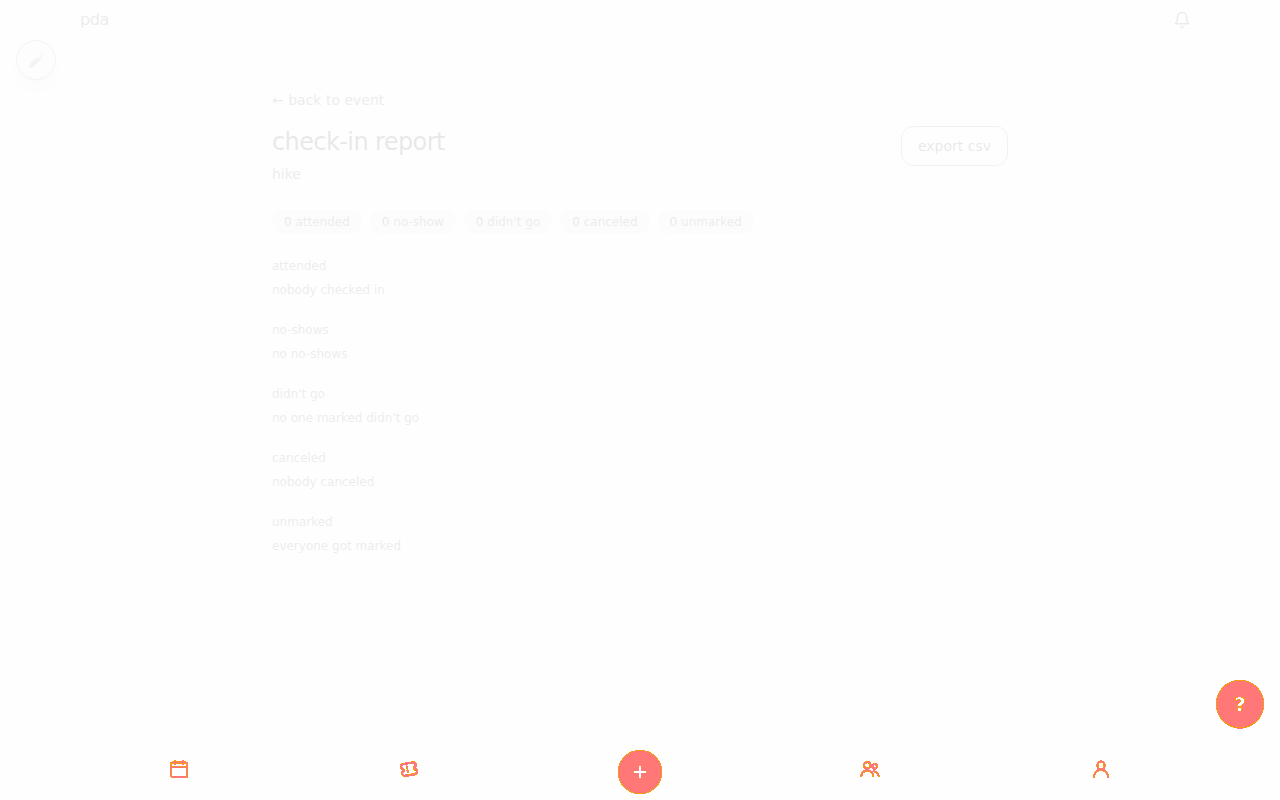 pda
← back to event
check-in report
export csv
hike
0 attended
0 no-show
0 didn't go
0 canceled
0 unmarked
attended
nobody checked in
no-shows
no no-shows
didn't go
no one marked didn't go
canceled
nobody canceled
unmarked
everyone got marked
?
+